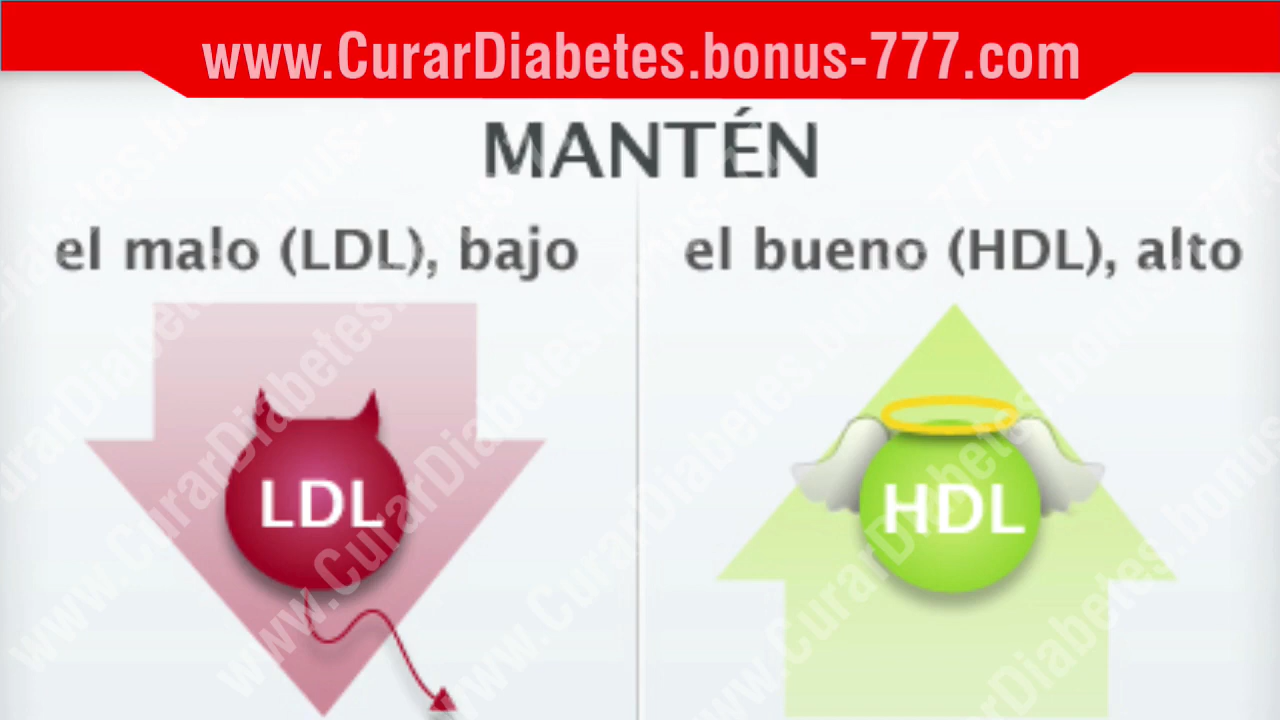 www.CurarDiabetes.bonus-777.com
MANTÉN
el malo (LDL), bajo
el bueno (HDL), alto
LDL
HDL